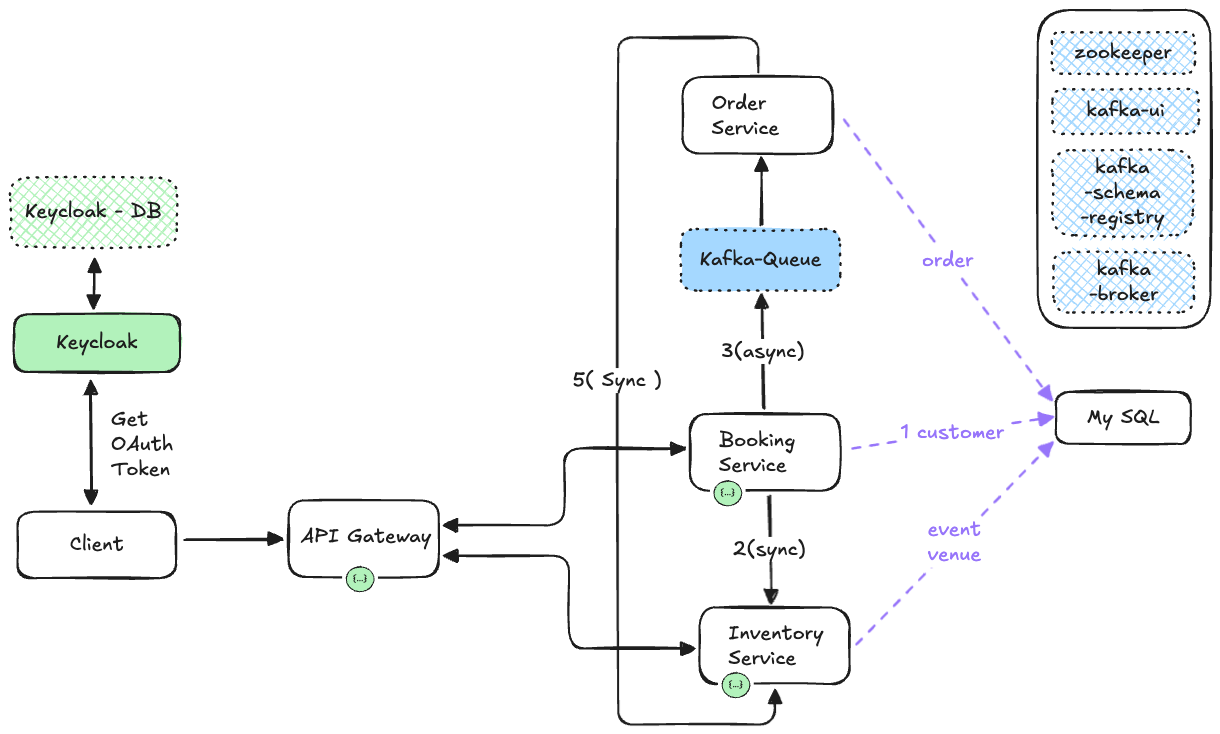 zookeeper
kafka-ui
kafka
-schema
-registry
kafka
-broker
Order
Service
Keycloak - DB
Kafka-Queue
order
Keycloak
3(async)
5( Sync )
Get
OAuth
Token
My SQL
1 customer
Booking
Service
{...}
Client
API Gateway
{...}
2(sync)
event
venue
Inventory
Service
{...}